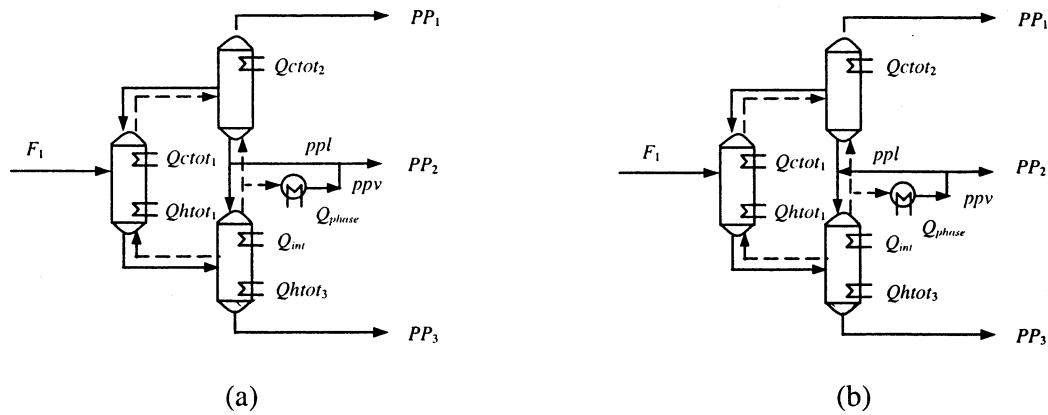 PP₁
Qctot₂
F₁
Qctot₁
ppl
PP₂
ppv
Qhtot₁
Qphase
Qint
Qhtot₃
PP₃
(a)
PP₁
Qctot₂
F₁
Qctot₁
ppl
PP₂
ppv
Qhtot₁
Qphase
Qint
Qhtot₃
PP₃
(b)